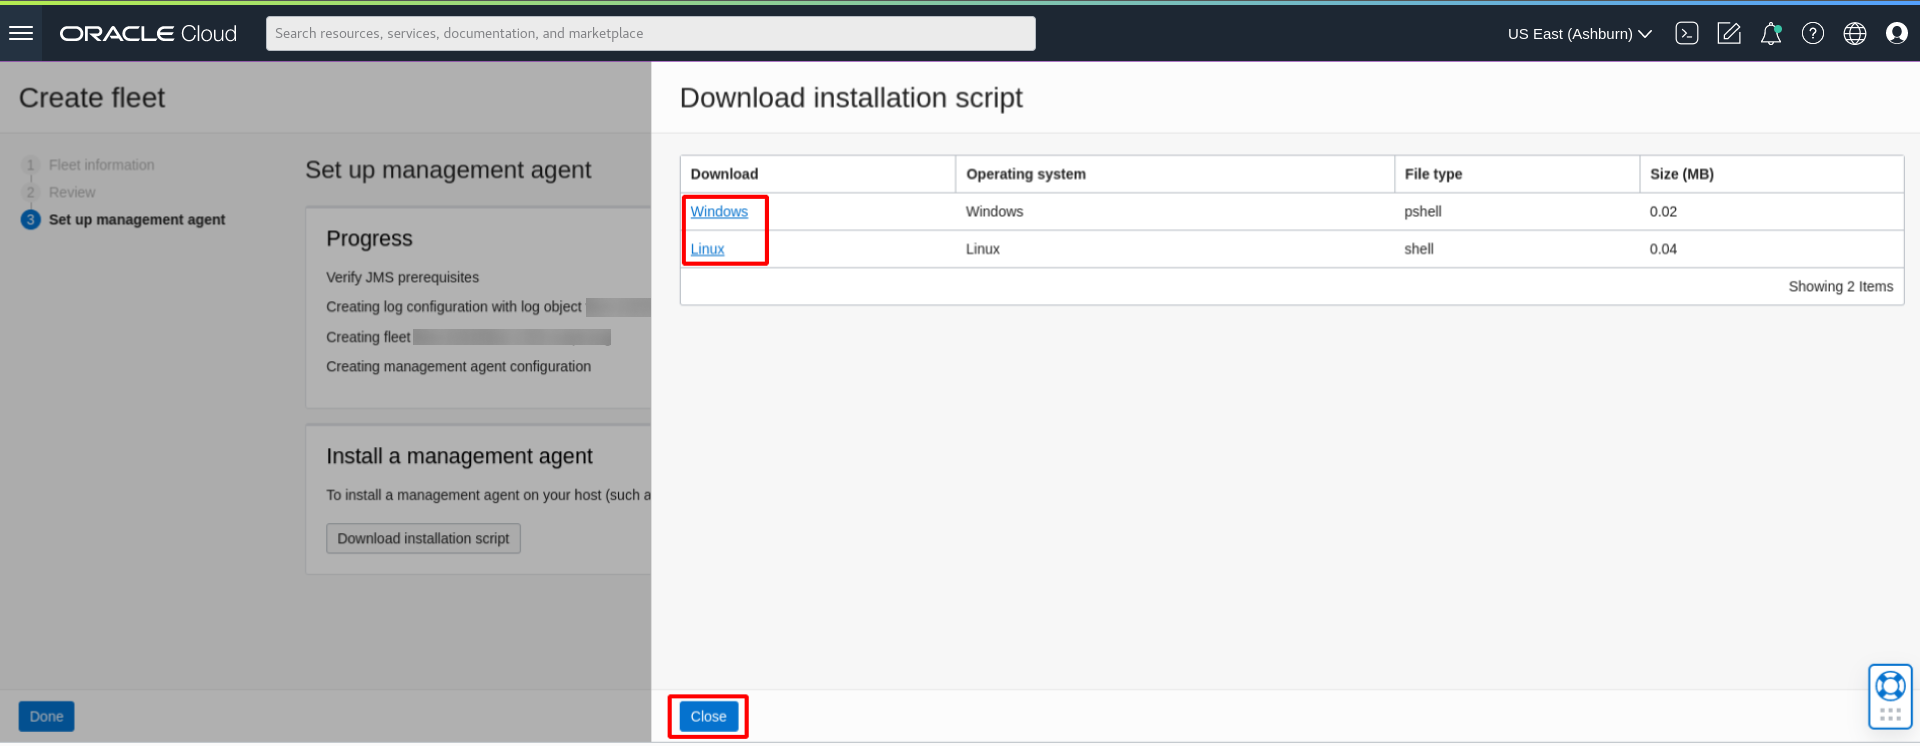 ORACLE Cloud
Search resources, services, documentation, and marketplace
US East (Ashburn)
Create fleet
1 Fleet information
2 Review
3 Set up management agent
Set up management agent
Progress
Verify JMS prerequisites
Creating log configuration with log object
Creating fleet
Creating management agent configuration
Install a management agent
To install a management agent on your host (such a
Download installation script
Done
Download installation script
Download Operating system File type Size (MB)
Windows Windows pshell 0.02
Linux Linux shell 0.04
Showing 2 Items
Close